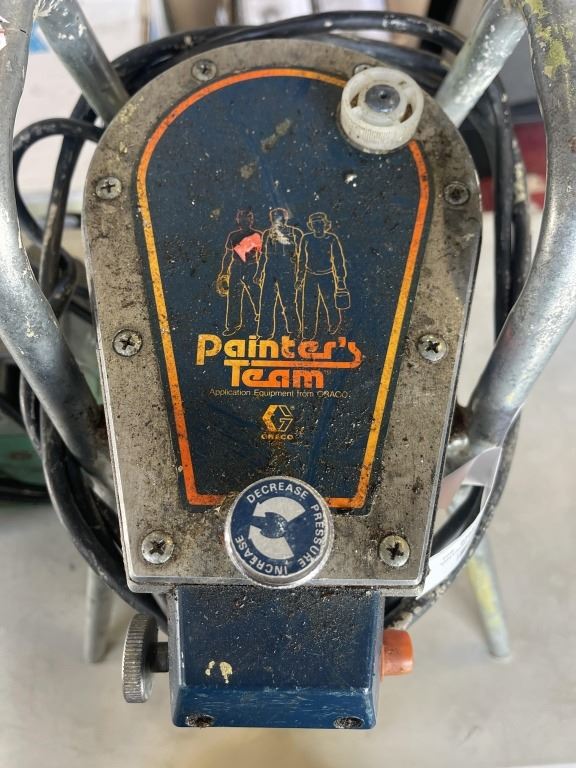 Painter's
Team
Application Equipment from GRACO.
GRACO
DECREASE PRESSURE INCREASE